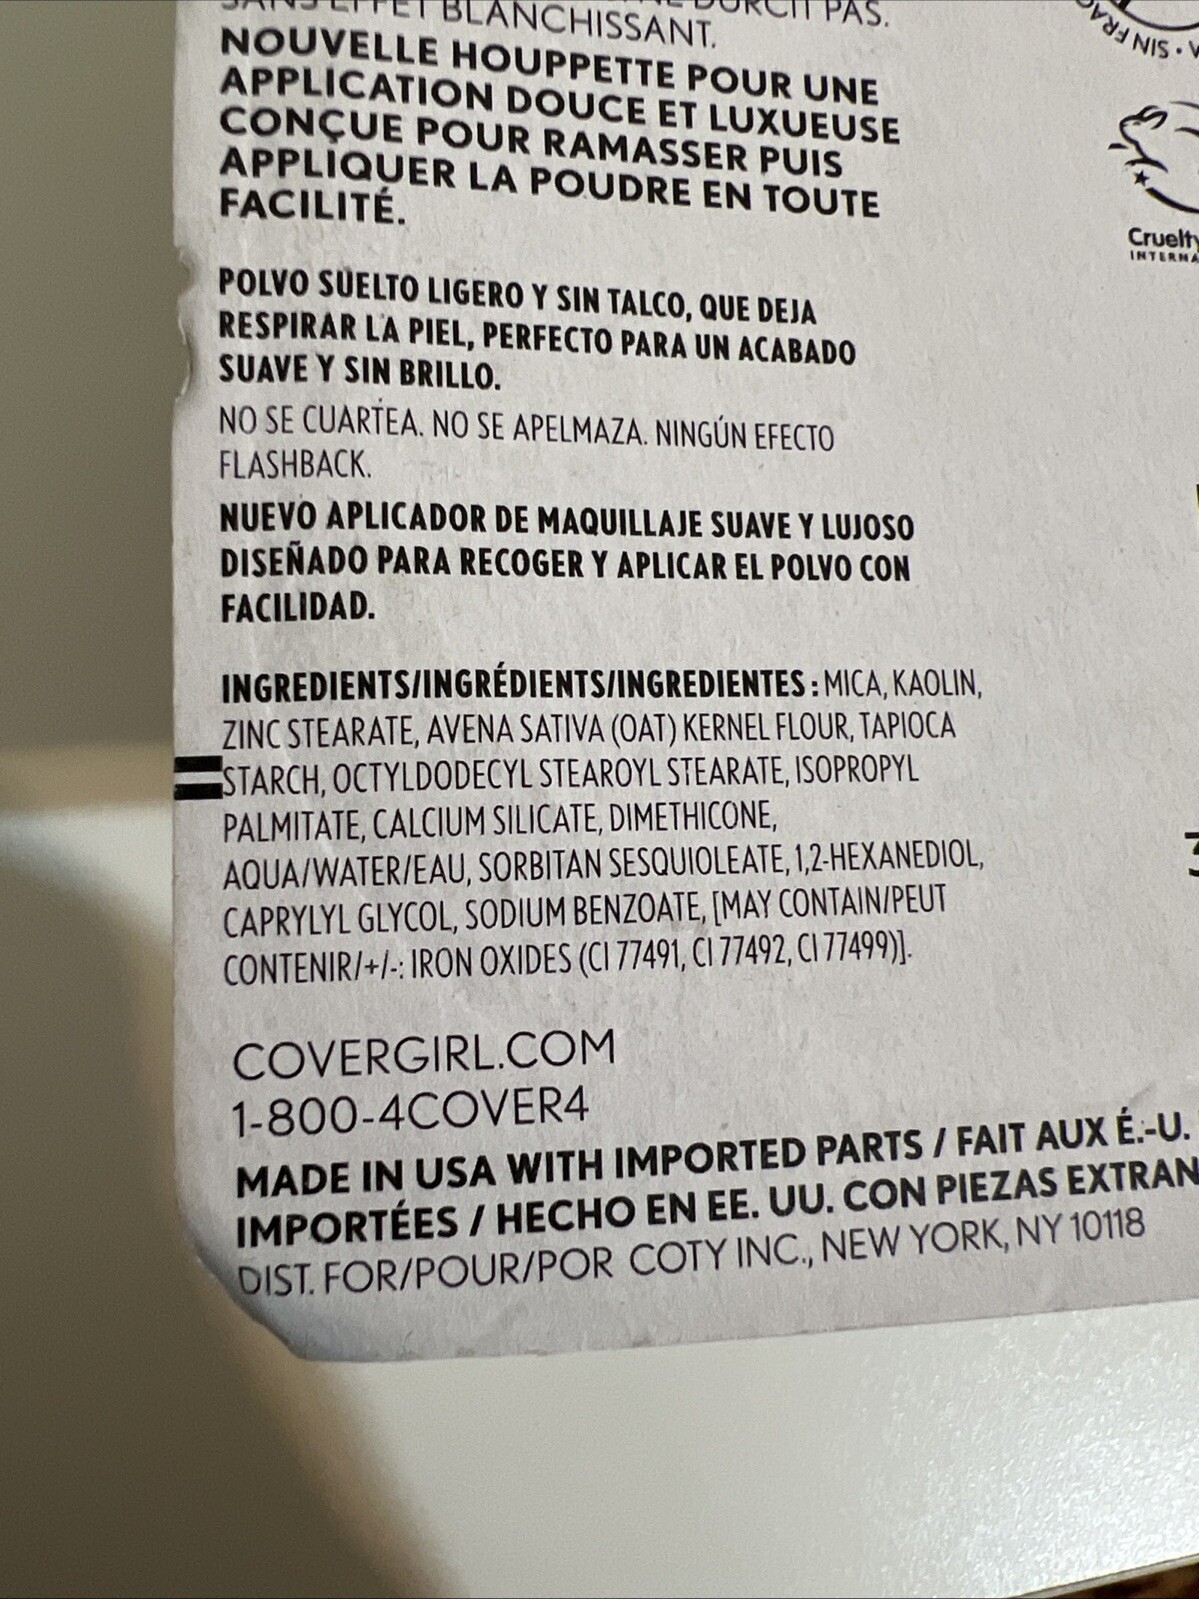 BLANCHISSANT.
PAS.
NOUVELLE HOUPPETTE POUR UNE
APPLICATION DOUCE ET LUXUEUSE
CONÇUE POUR RAMASSER PUIS
APPLIQUER LA POUDRE EN TOUTE
FACILITÉ.
SIN
Cruelty
POLVO SUELTO LIGERO Y SIN TALCO, QUE DEJA
RESPIRAR LA PIEL, PERFECTO PARA UN ACABADO
SUAVE Y SIN BRILLO.
NO SE CUARTEA. NO SE APELMAZA. NINGÚN EFECTO
FLASHBACK.
NUEVO APLICADOR DE MAQUILLAJE SUAVE Y LUJOSO
DISEÑADO PARA RECOGER Y APLICAR EL POLVO CON
FACILIDAD.
INGREDIENTS/INGRÉDIENTS/INGREDIENTES : MICA, KAOLIN,
ZINC STEARATE, AVENA SATIVA (OAT) KERNEL FLOUR, TAPIOCA
STARCH, OCTYLDODECYL STEAROYL STEARATE, ISOPROPYL
PALMITATE, CALCIUM SILICATE, DIMETHICONE,
AQUA/WATER/EAU, SORBITAN SESQUIOLEATE, 1,2-HEXANEDIOL,
CAPRYLYL GLYCOL, SODIUM BENZOATE, [MAY CONTAIN/PEUT
CONTENIR/+/-: IRON OXIDES (CI 77491, CI 77492, CI 77499)].
COVERGIRL.COM
1-800-4COVER4
MADE IN USA WITH IMPORTED PARTS / FAIT AUX É.-U.
IMPORTÉES / HECHO EN EE. UU. CON PIEZAS EXTRAN
DIST. FOR/POUR/POR COTY INC., NEW YORK, NY 10118